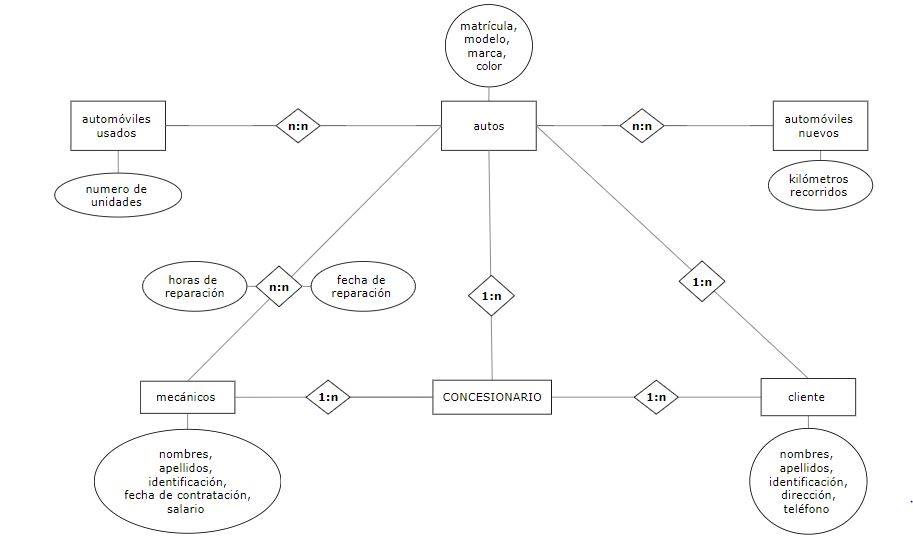 matrícula,
modelo,
marca,
color
automóviles
usados
n:n
autos
n:n
automóviles
nuevos
numero de
unidades
kilómetros
recorridos
horas de
reparación
n:n
fecha de
reparación
1:n
1:n
mecánicos
1:n
CONCESIONARIO
1:n
cliente
nombres,
apellidos,
identificación,
fecha de contratación,
salario
nombres,
apellidos,
identificación,
dirección,
teléfono